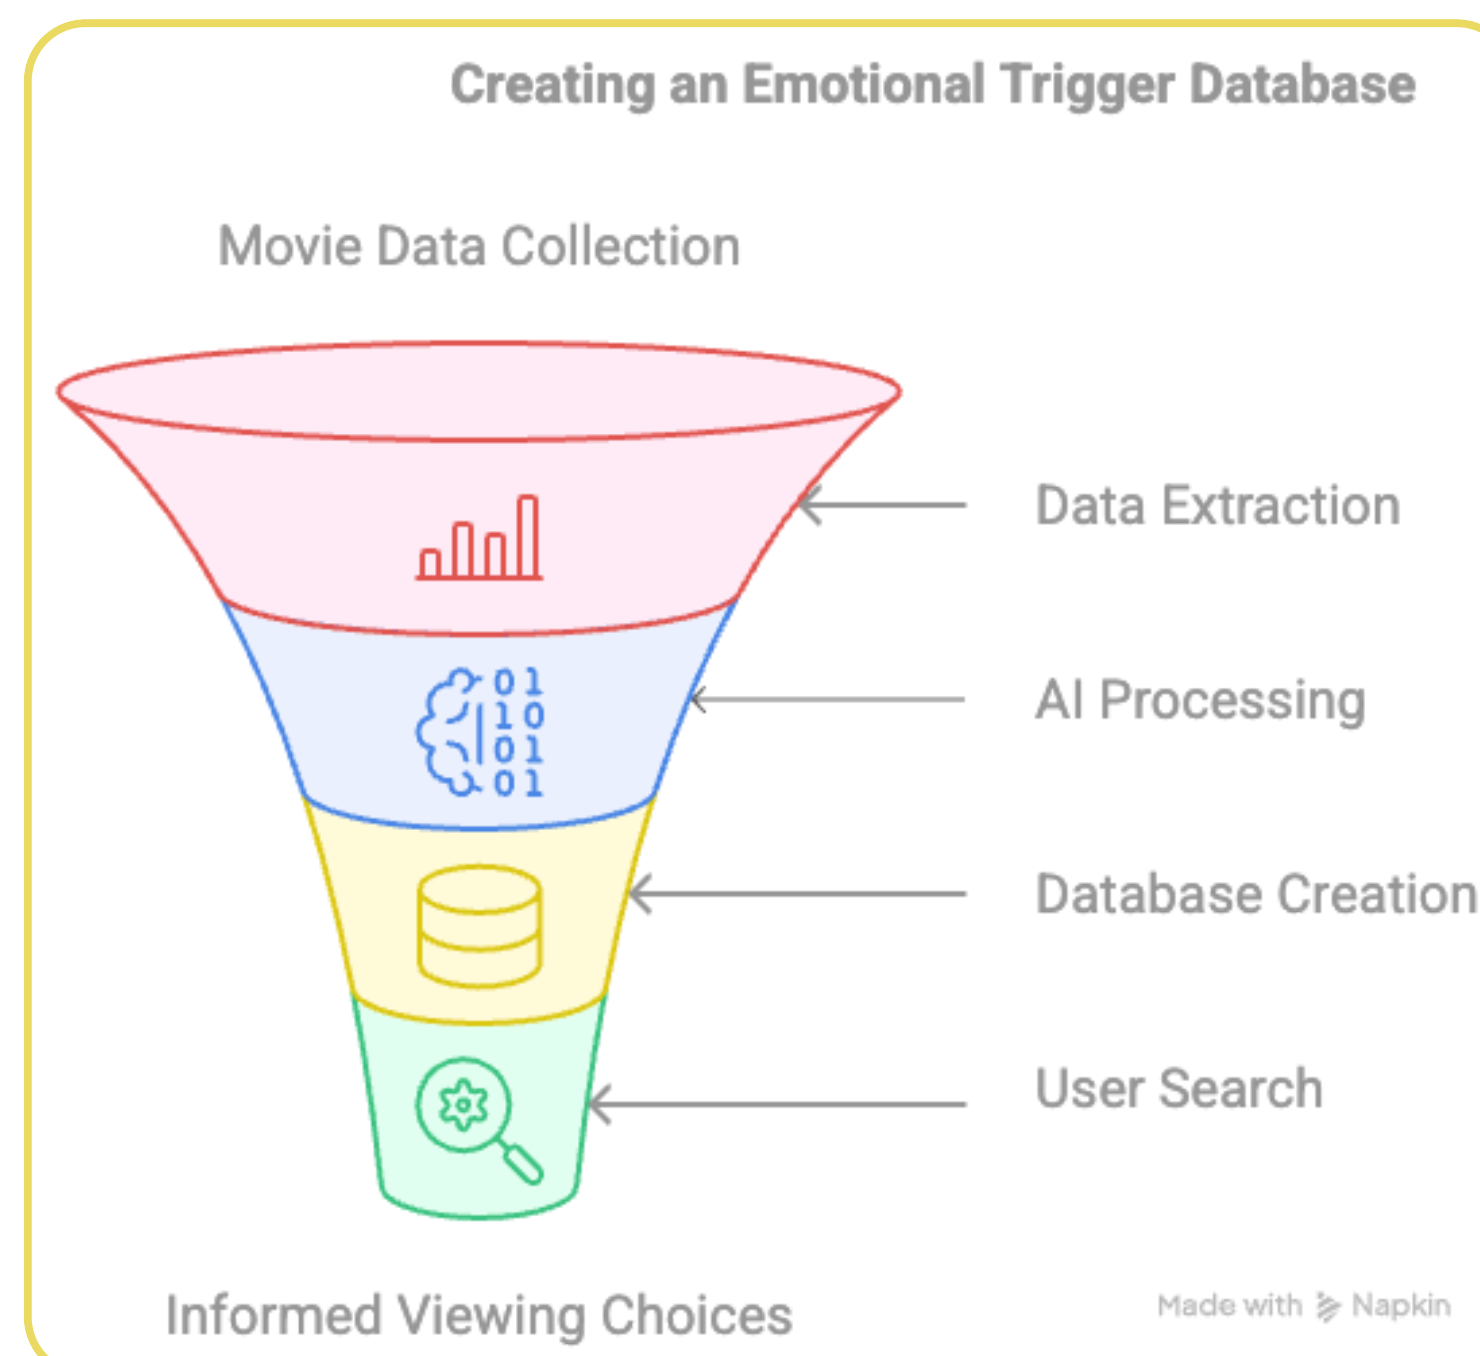 Creating an Emotional Trigger Database
Movie Data Collection
Data Extraction
01
10
01
01
AI Processing
Database Creation
User Search
Informed Viewing Choices
Made with Napkin